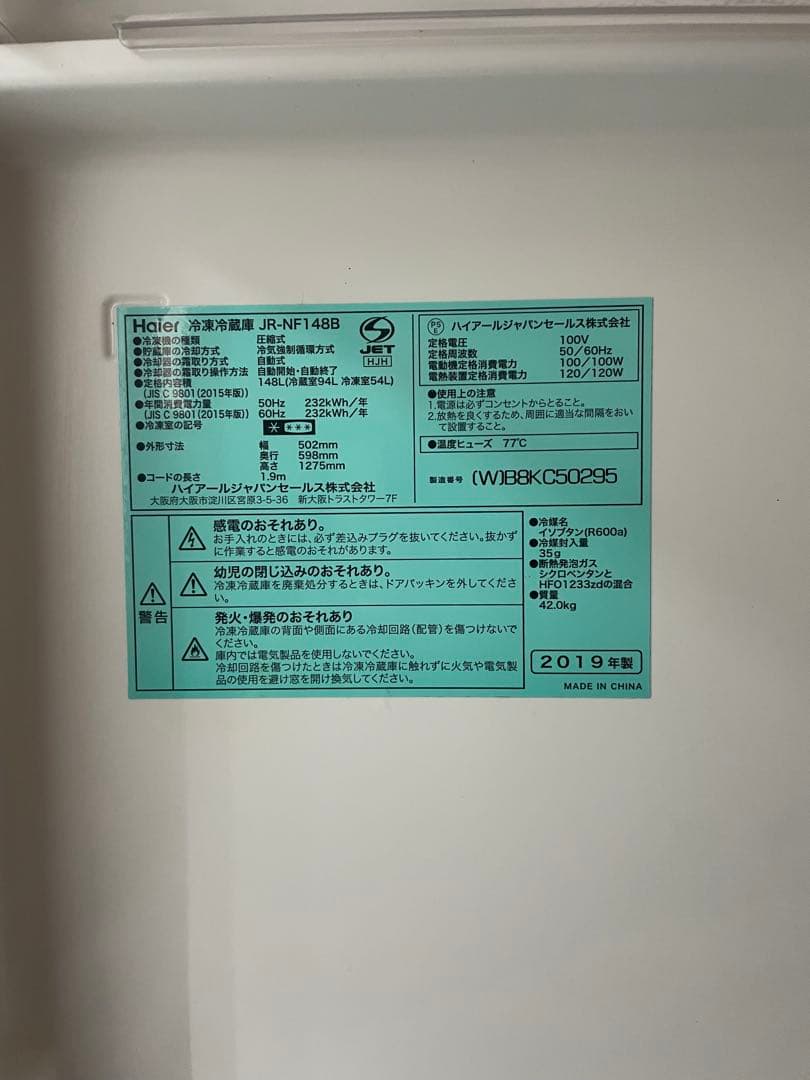 Haier 冷凍冷蔵庫 JR-NF148B
●冷凍機の種類 圧縮式
●貯蔵庫の冷却方式 冷気強制循環方式
●冷却器の霜取り方式 自動式
●冷却器の霜取り操作方法 自動開始・自動終了
●定格内容積 148L(冷蔵室94L 冷凍室54L)
(JIS C 9801(2015年版))
●年間消費電力量 50Hz 232kWh/年
(JIS C 9801(2015年版)) 60Hz 232kWh/年
●冷凍室の記号
●外形寸法 幅 502mm
奥行 598mm
高さ 1275mm
●コードの長さ 1.9m
ハイアールジャパンセールス株式会社
大阪府大阪市淀川区宮原3-5-36 新大阪トラストタワー7F
JET
HJH
PS
E
ハイアールジャパンセールス株式会社
定格電圧 100V
定格周波数 50/60Hz
電動機定格消費電力 100/100W
電熱装置定格消費電力 120/120W
●使用上の注意
1.電源は必ずコンセントからとること。
2.放熱を良くするため、周囲に適当な間隔をおい
て設置すること。
●温度ヒューズ 77℃
製造番号 (W)B8KC50295
警告
感電のおそれあり。
お手入れのときには、必ず差込みプラグを抜いてください。抜かず
に作業すると感電のおそれがあります。
幼児の閉じ込みのおそれあり。
冷凍冷蔵庫を廃棄処分するときは、ドアパッキンを外してくださ
い。
発火・爆発のおそれあり
冷凍冷蔵庫の背面や側面にある冷却回路(配管)を傷つけないで
ください。
庫内では電気製品を使用しないでください。
冷却回路を傷つけたときは冷凍冷蔵庫に触れずに火気や電気製
品の使用を避け窓を開け換気してください。
●冷媒名
イソブタン(R600a)
●冷媒封入量
35g
●断熱発泡ガス
シクロペンタンと
HFO1233zdの混合
●質量
42.0kg
2019年製
MADE IN CHINA